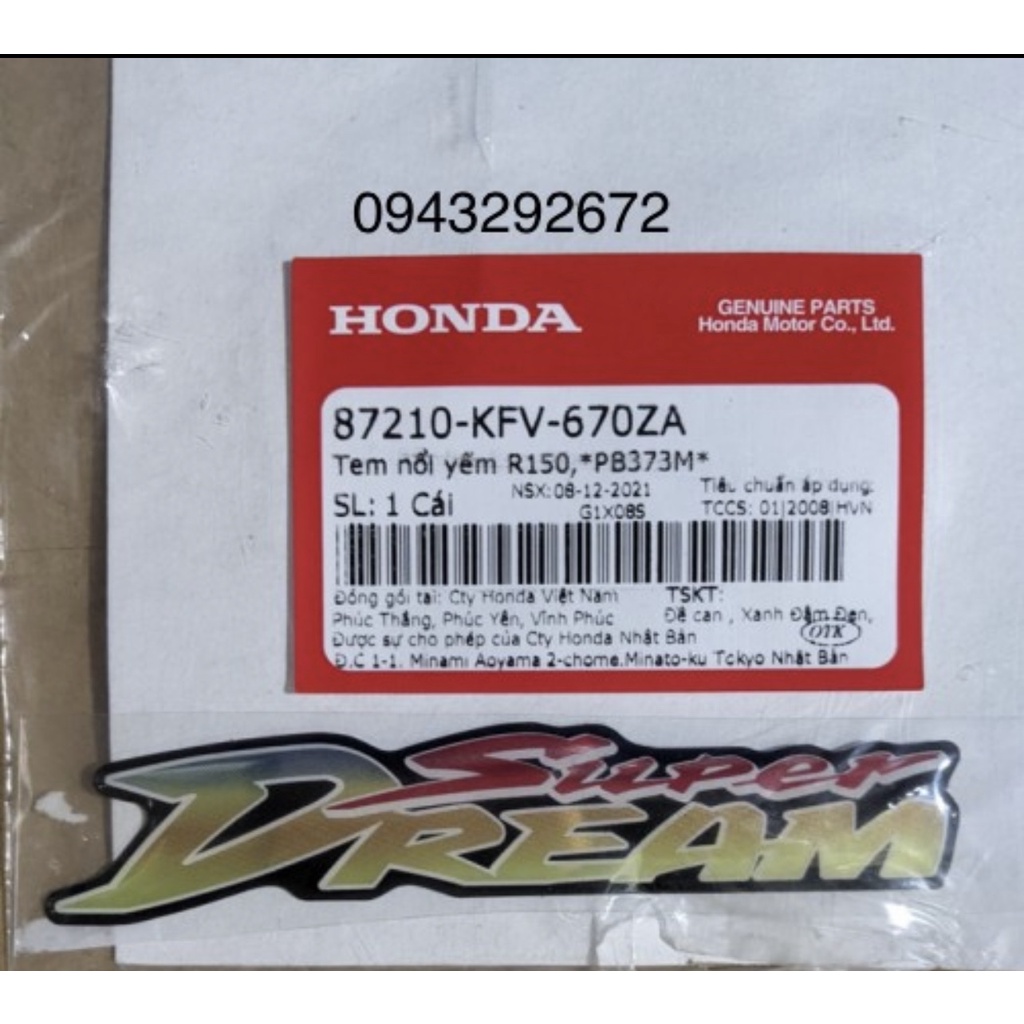 0943292672
HONDA
GENUINE PARTS
Honda Motor Co., Ltd.
87210-KFV-670ZA
Tem nổi yếm R150,*PB373M*
NSX: 08-12-2021
Tiêu chuẩn áp dụng:
SL: 1 Cái
G1X08S
TCCS: 01|2008|HVN
Đóng gói tại: Cty Honda Việt Nam
TSKT:
Phúc Thắng, Phúc Yên, Vĩnh Phúc
Đề can , Xanh Đậm Đen,
Được sự cho phép của Cty Honda Nhật Bản
OTK
Đ.C 1-1. Minami Aoyama 2-chome.Minato-ku Tokyo Nhật Bản
Super
DREAM